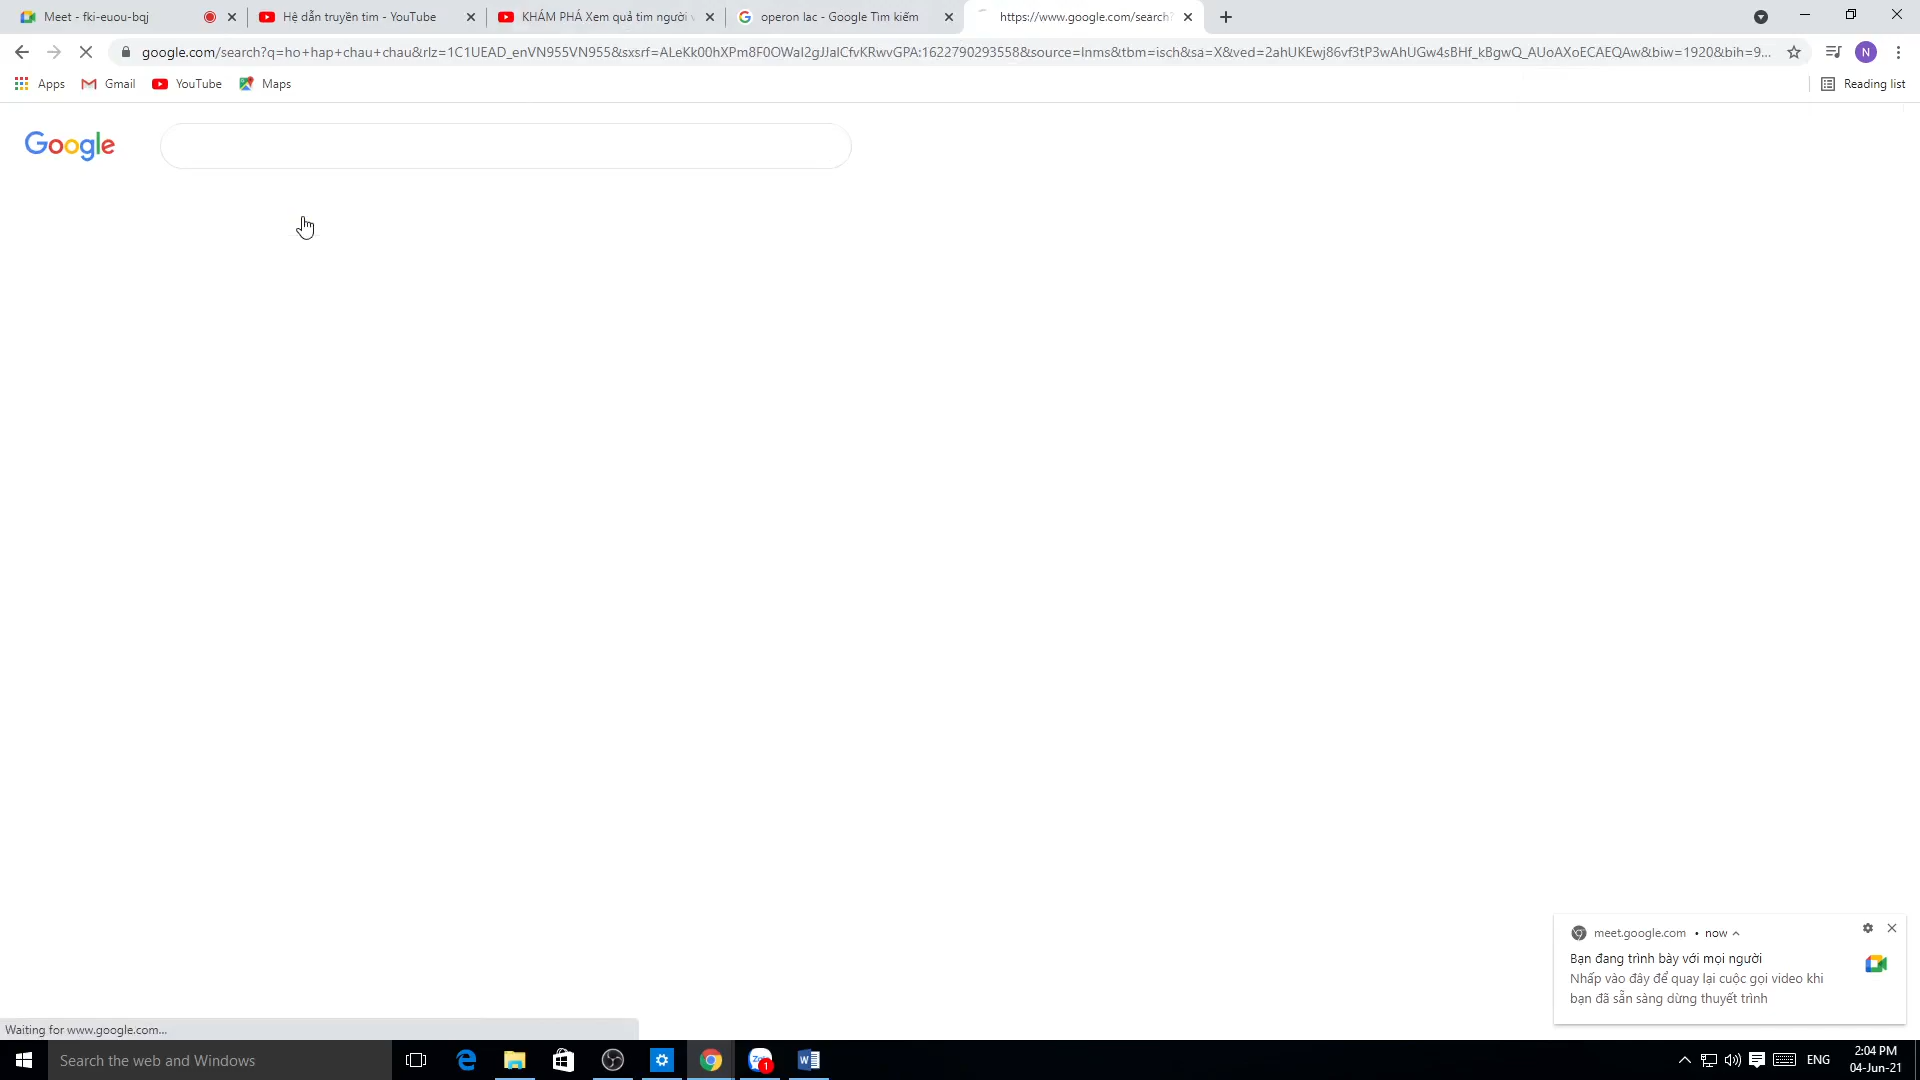 Meet - fki-euou-bqj
Hệ dẫn truyền tim - YouTube
KHÁM PHÁ Xem quả tim người
operon lac - Google Tìm kiếm
https://www.google.com/search?
google.com/search?q=ho+hap+chau+chau&rlz=1C1UEAD_enVN955VN955&sxsrf=ALeKk00hXPm8F0OWaI2gJJaICfvKRwvGPA:1622790293558&source=lnms&tbm=isch&sa=X&ved=2ahUKEwj86vf3tP3wAhUGw4sBHf_kBgwQ_AUoAXoECAEQAw&biw=1920&bih=9...
N
Apps
Gmail
YouTube
Maps
Reading list
Google
meet.google.com • now
Bạn đang trình bày với mọi người
Nhấp vào đây để quay lại cuộc gọi video khi
bạn đã sẵn sàng dừng thuyết trình
Waiting for www.google.com...
Search the web and Windows
1
ENG
2:04 PM
04-Jun-21